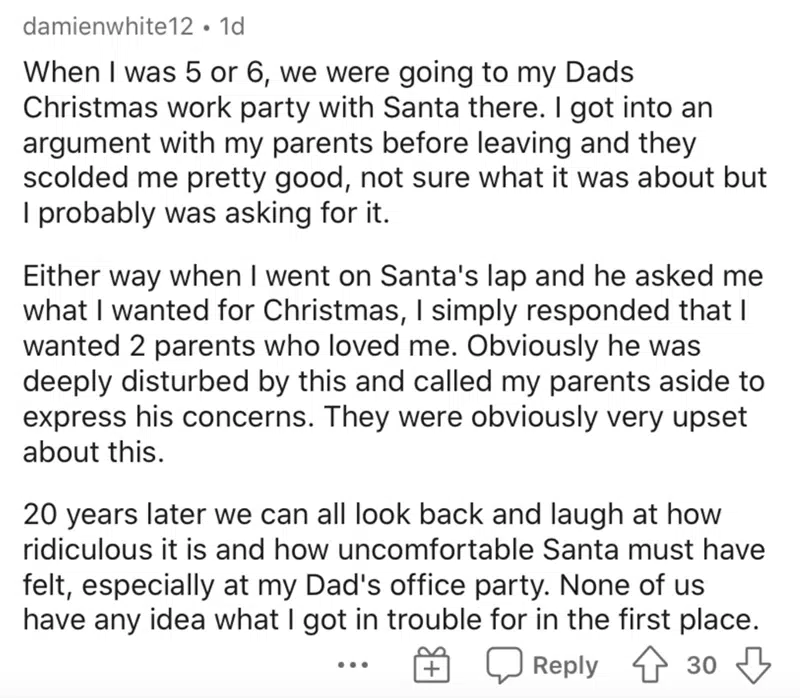 damienwhite12 • 1d
When I was 5 or 6, we were going to my Dads
Christmas work party with Santa there. I got into an
argument with my parents before leaving and they
scolded me pretty good, not sure what it was about but
I probably was asking for it.
Either way when I went on Santa's lap and he asked me
what I wanted for Christmas, I simply responded that I
wanted 2 parents who loved me. Obviously he was
deeply disturbed by this and called my parents aside to
express his concerns. They were obviously very upset
about this.
20 years later we can all look back and laugh at how
ridiculous it is and how uncomfortable Santa must have
felt, especially at my Dad's office party. None of us
have any idea what I got in trouble for in the first place.
Reply 30